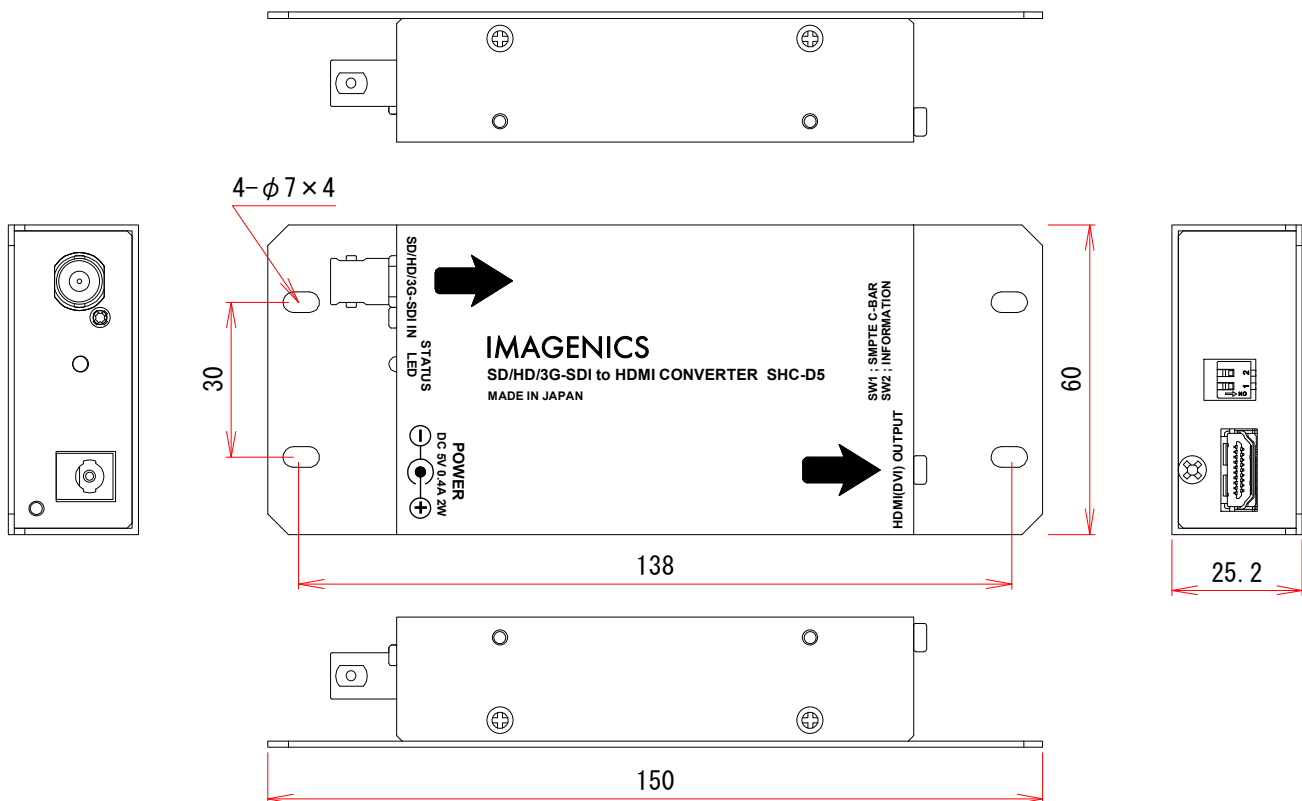 4-φ7×4
SD/HD/3G-SDI IN
STATUS
LED
IMAGENICS
SD/HD/3G-SDI to HDMI CONVERTER SHC-D5
MADE IN JAPAN
POWER
DC 5V 0.4A 2W
SW1 ; SMPTE C-BAR
SW2 ; INFORMATION
HDMI(DVI) OUTPUT
30
60
1 2
ON
138
25.2
150